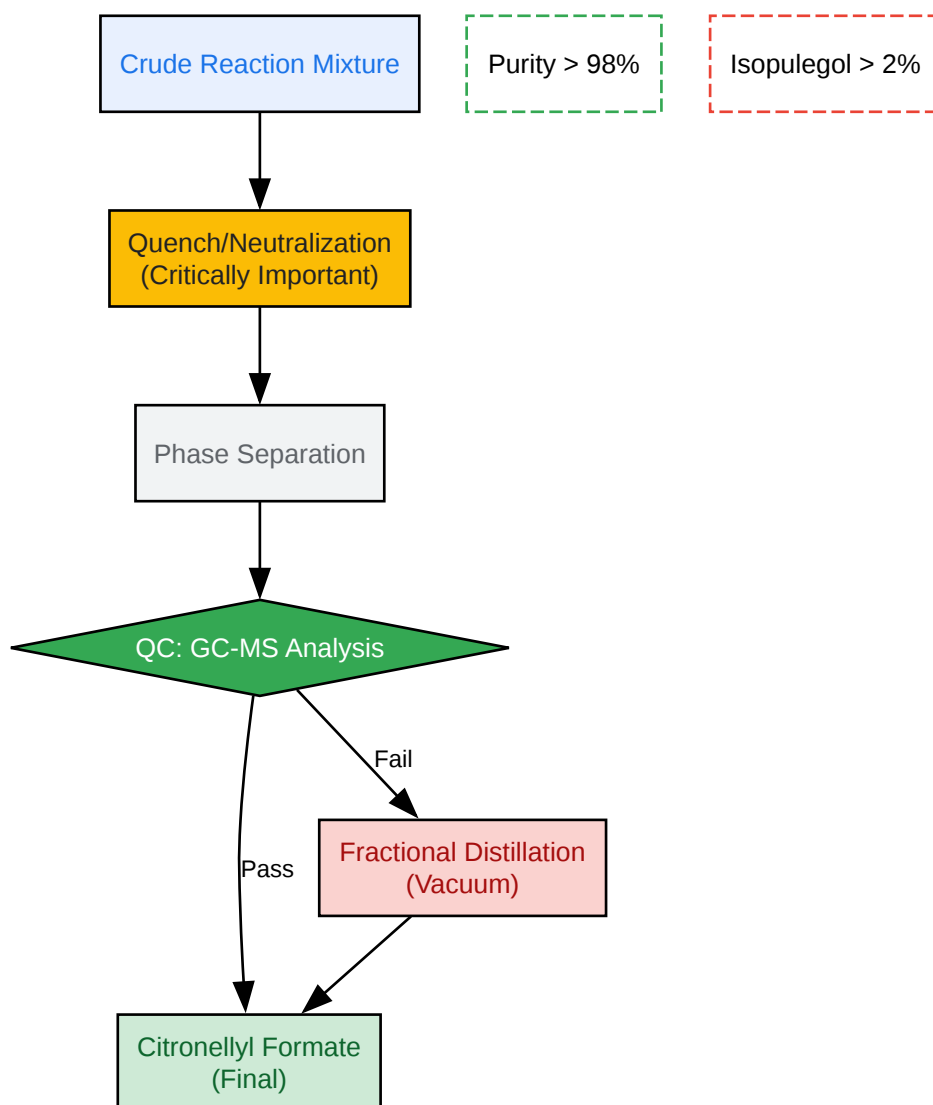 Crude Reaction Mixture
Purity > 98%
Isopulegol > 2%
Quench/Neutralization
(Critically Important)
Phase Separation
QC: GC-MS Analysis
Fail
Fractional Distillation
(Vacuum)
Pass
Citronellyl Formate
(Final)